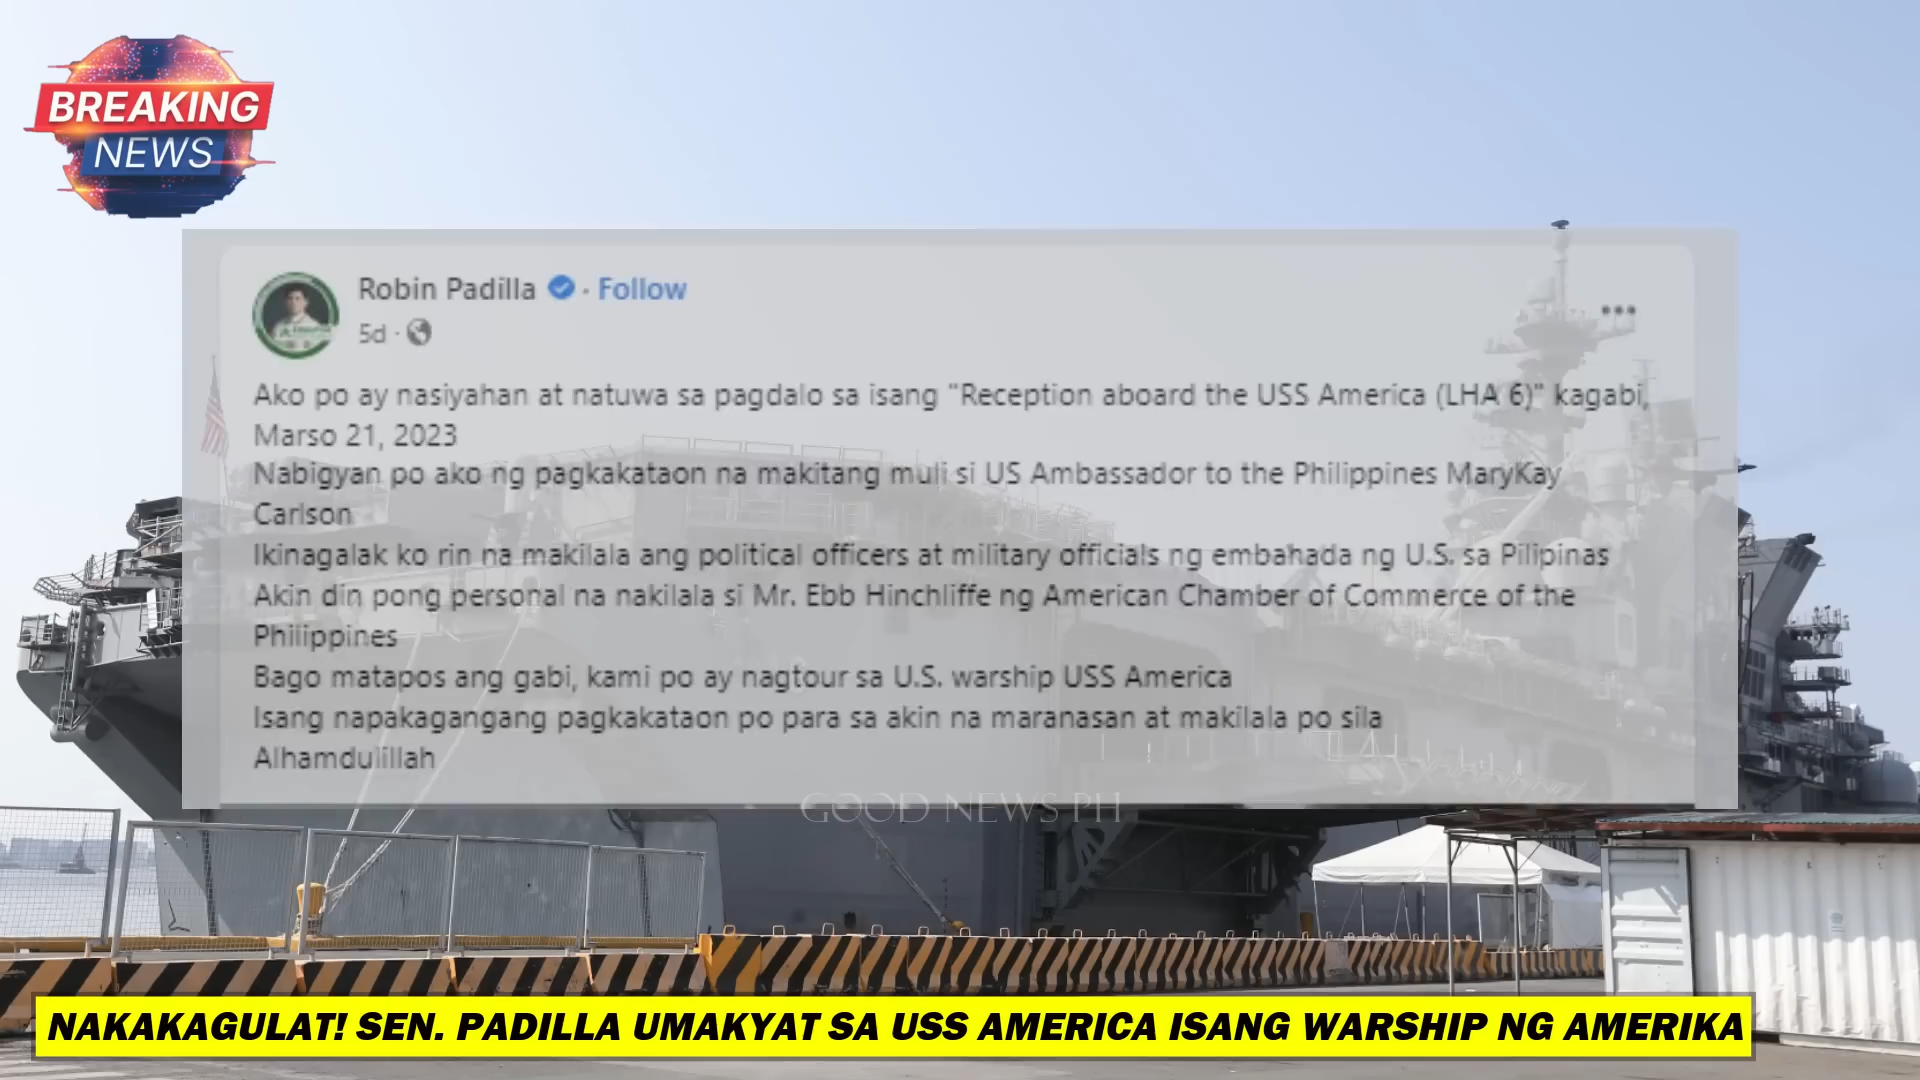 BREAKING
NEWS
Robin Padilla · Follow
5d ·
Ako po ay nasiyahan at natuwa sa pagdalo sa isang "Reception aboard the USS America (LHA 6)" kagabi,
Marso 21, 2023
Nabigyan po ako ng pagkakataon na makitang muli si US Ambassador to the Philippines MaryKay
Carlson
Ikinagalak ko rin na makilala ang political officers at military officials ng embahada ng U.S. sa Pilipinas
Akin din pong personal na nakilala si Mr. Ebb Hinchliffe ng American Chamber of Commerce of the
Philippines
Bago matapos ang gabi, kami po ay nagtour sa U.S. warship USS America
Isang napakagangang pagkakataon po para sa akin na maranasan at makilala po sila
Alhamdulillah
GOOD NEWS PH
NAKAKAGULAT! SEN. PADILLA UMAKYAT SA USS AMERICA ISANG WARSHIP NG AMERIKA